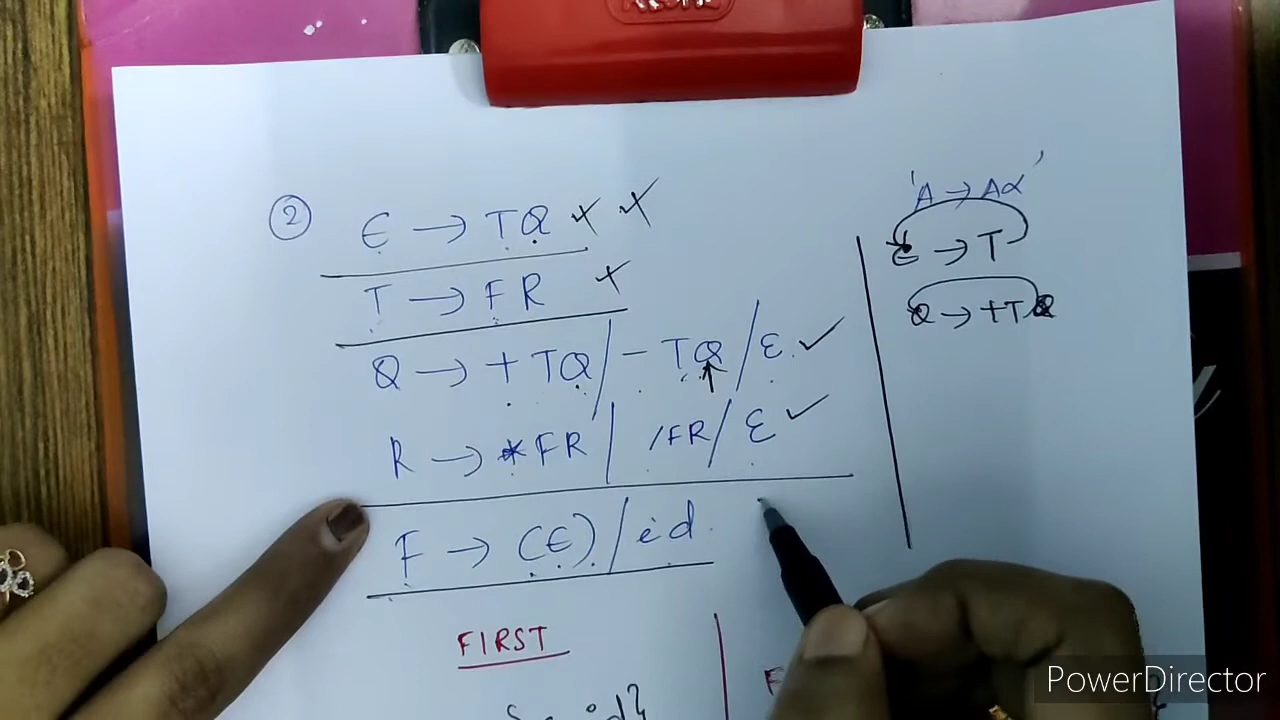 ②
E → TQ
T → FR
Q → + TQ / - TQ / ε
R → *FR / /FR / ε
F → (E) / id
FIRST
'A → Aα'
E → T
Q → +TQ
PowerDirector